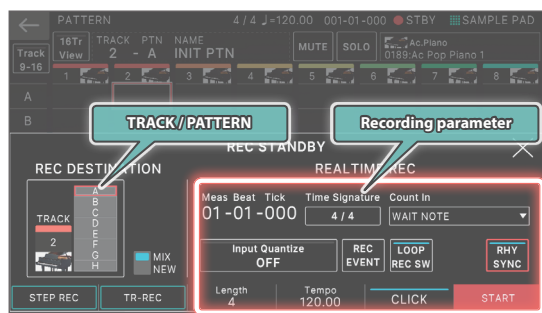 PATTERN 4 / 4 ♩=120.00 001-01-000 STBY SAMPLE PAD
Track 9-16
16Tr View
TRACK 2 - PTN A
NAME INIT PTN
MUTE SOLO
Ac.Piano
0189:Ac Pop Piano 1
1 2 3 4 5 6 7 8
A
B
TRACK / PATTERN
Recording parameter
REC STANDBY
REC DESTINATION
TRACK
2
A
B
C
D
E
F
G
H
MIX
NEW
STEP REC TR-REC
REALTIME REC
Meas Beat Tick Time Signature Count In
01 -01 -000 4 / 4 WAIT NOTE
Input Quantize
OFF
REC EVENT
LOOP REC SW
RHY SYNC
Length
4
Tempo
120.00
CLICK START